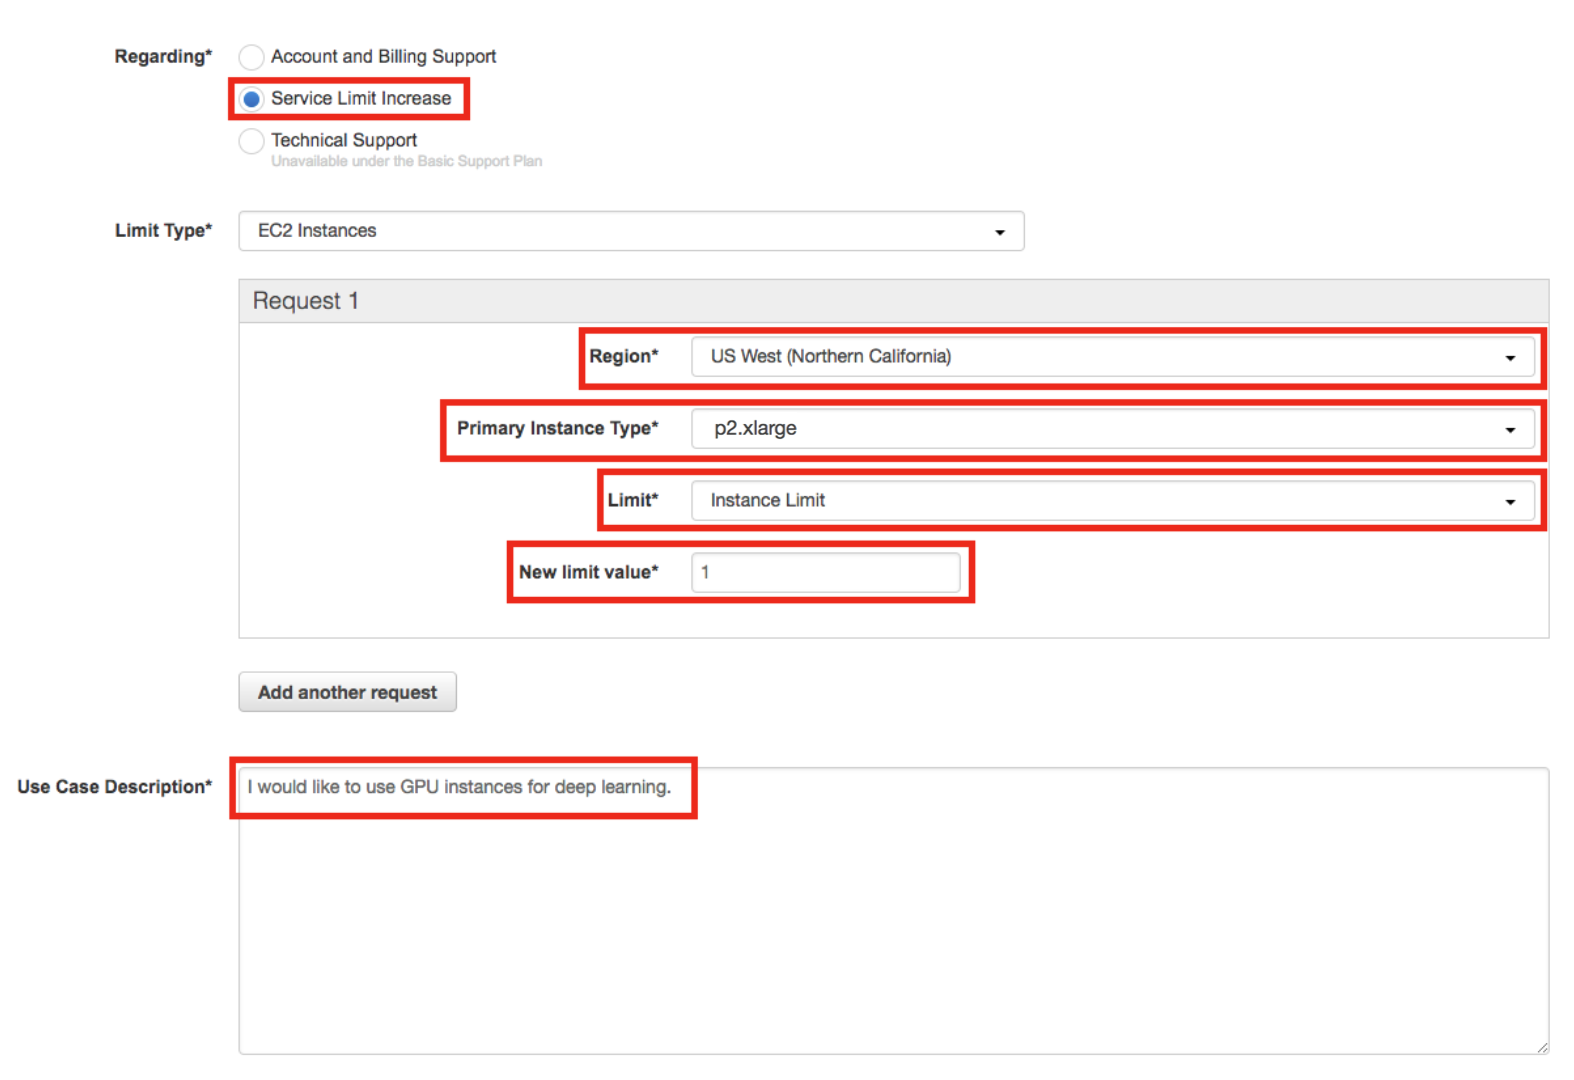 Regarding*
Account and Billing Support
Service Limit Increase
Technical Support
Unavailable under the Basic Support Plan
Limit Type*
EC2 Instances
Request 1
Region*
US West (Northern California)
Primary Instance Type*
p2.xlarge
Limit*
Instance Limit
New limit value*
1
Add another request
Use Case Description*
I would like to use GPU instances for deep learning.